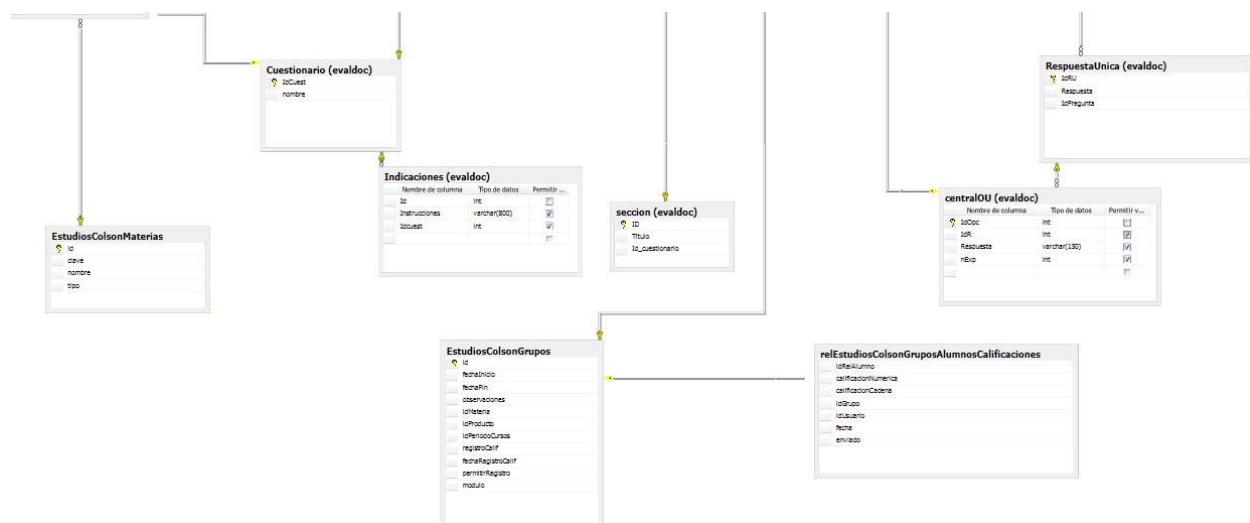 Cuestionario (evaldoc)
IdCuest
nombre
RespuestaUnica (evaldoc)
IdRU
Respuesta
IdPregunta
Indicaciones (evaldoc)
Nombre de columna Tipo de datos Permitir ...
Id int
Instrucciones varchar(800)
Idcuest int
centralOU (evaldoc)
Nombre de columna Tipo de datos Permitir v...
IdOpc int
IdR int
Respuesta varchar(150)
nExp int
seccion (evaldoc)
ID
Titulo
Id_cuestionario
EstudiosColsonMaterias
id
clave
nombre
tipo
EstudiosColsonGrupos
id
fechaInicio
fechaFin
observaciones
idMateria
idProducto
idPeriodoCursos
registroCalif
fechaRegistroCalif
permitirRegistro
modulo
relEstudiosColsonGruposAlumnosCalificaciones
idRelAlumno
calificacionNumerica
calificacionCadena
idGrupo
idUsuario
fecha
enviado